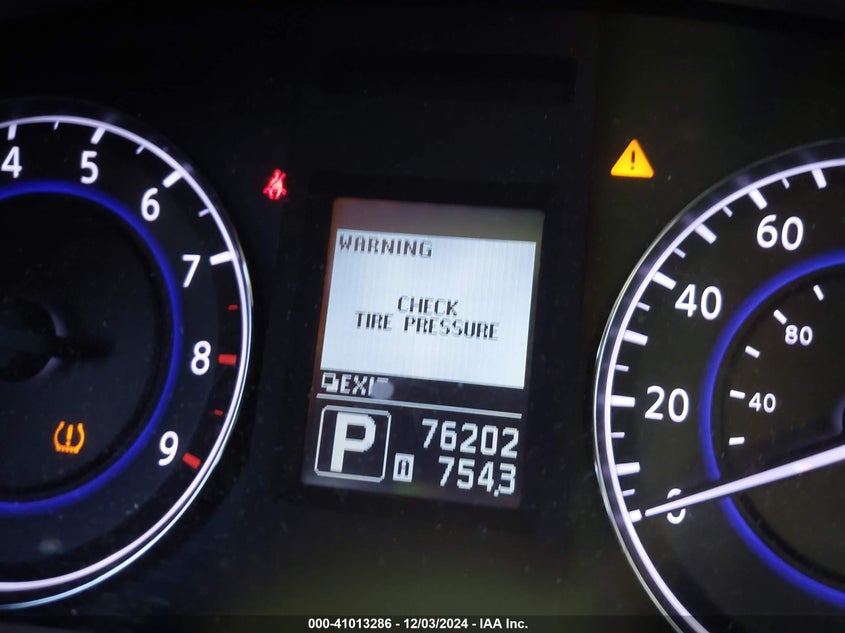 4 5 6 7 8 9
WARNING
CHECK
TIRE PRESSURE
EXIT
P
76202
A 754,3
60
40
20
0
80
40
000-41013286 - 12/03/2024 - IAA Inc.